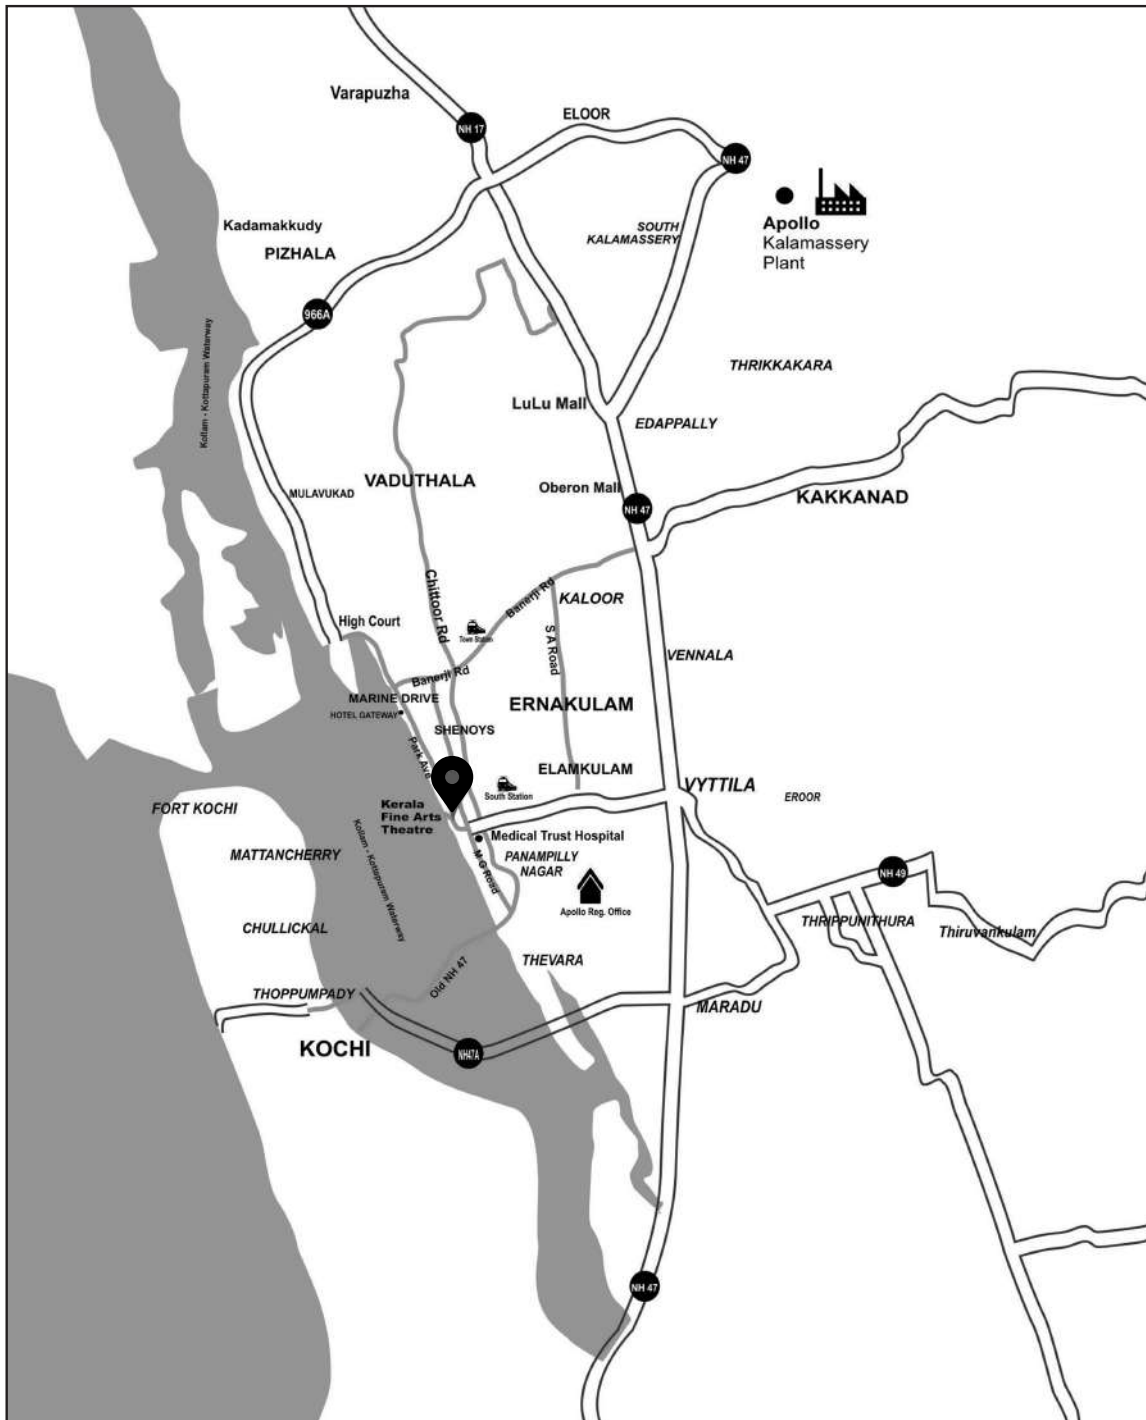 Varapuzha
NH 17
ELOOR
NH 47
Apollo
Kalamassery
Plant
SOUTH
KALAMASSERY
Kadamakkudy
PIZHALA
966A
Kollam - Kottapuram Waterway
THRIKKAKARA
LuLu Mall
EDAPPALLY
VADUTHALA
MULAVUKAD
Oberon Mall
NH 47
KAKKANAD
Chittoor Rd
Banerji Rd
KALOOR
High Court
Town Station
S A Road
VENNALA
Banerji Rd
MARINE DRIVE
HOTEL GATEWAY
ERNAKULAM
SHENOYS
Park Ave
ELAMKULAM
South Station
VYTTILA
EROOR
FORT KOCHI
Kerala
Fine Arts
Theatre
Medical Trust Hospital
MATTANCHERRY
Kollam - Kottapuram Waterway
M G Road
PANAMPILLY
NAGAR
NH 49
Apollo Reg. Office
THRIPPUNITHURA
Thiruvankulam
CHULLICKAL
THEVARA
Old NH 47
THOPPUMPADY
MARADU
KOCHI
NH47A
NH 47